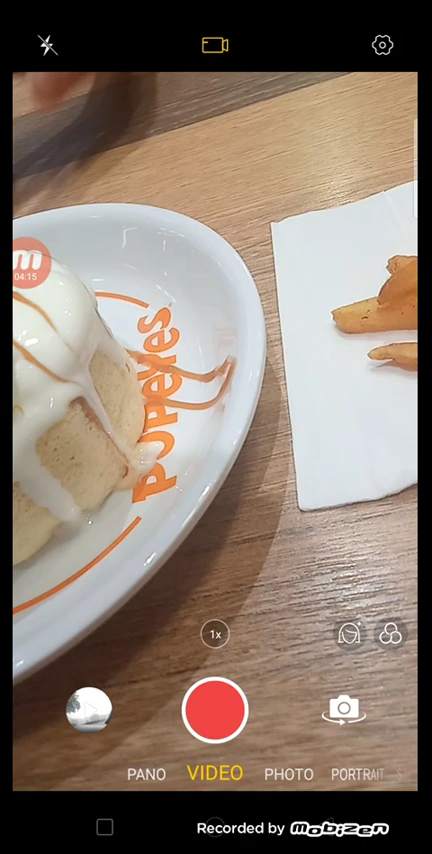 m
04:15
POPEYES
1x
PANO VIDEO PHOTO PORTRAIT
Recorded by mobizen